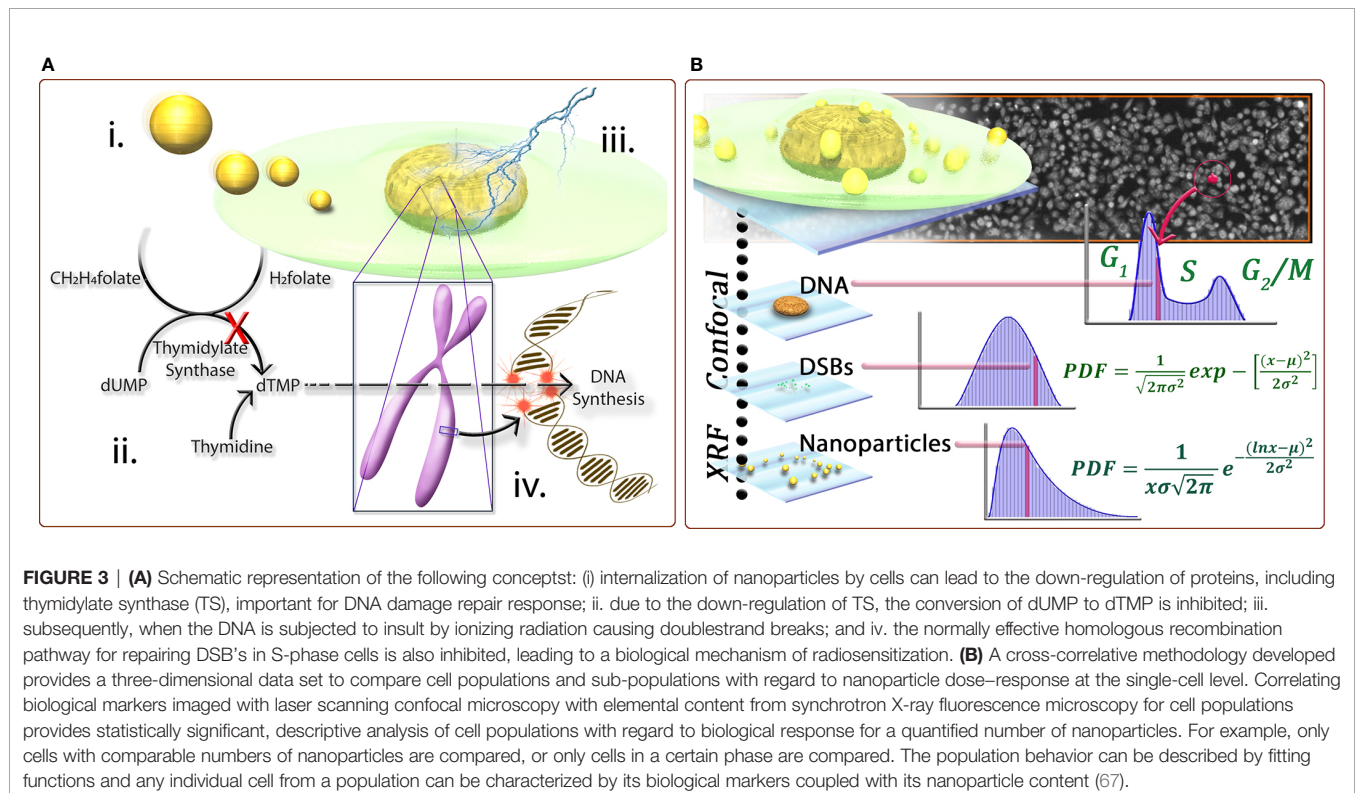 A
i.
iii.
CH₂H₄folate
H₂folate
X
Thymidylate
Synthase
dUMP
dTMP
DNA
Synthesis
Thymidine
ii.
iv.
B
G₁
S
G₂/M
Confocal
XRF
DNA
DSBs
Nanoparticles
PDF = 1/√2πσ² exp − [(x−μ)²/2σ²]
PDF = 1/xσ√2π e^−(lnx−μ)²/2σ²
FIGURE 3 | (A) Schematic representation of the following conceptst: (i) internalization of nanoparticles by cells can lead to the down-regulation of proteins, including
thymidylate synthase (TS), important for DNA damage repair response; ii. due to the down-regulation of TS, the conversion of dUMP to dTMP is inhibited; iii.
subsequently, when the DNA is subjected to insult by ionizing radiation causing doublestrand breaks; and iv. the normally effective homologous recombination
pathway for repairing DSB's in S-phase cells is also inhibited, leading to a biological mechanism of radiosensitization. (B) A cross-correlative methodology developed
provides a three-dimensional data set to compare cell populations and sub-populations with regard to nanoparticle dose–response at the single-cell level. Correlating
biological markers imaged with laser scanning confocal microscopy with elemental content from synchrotron X-ray fluorescence microscopy for cell populations
provides statistically significant, descriptive analysis of cell populations with regard to biological response for a quantified number of nanoparticles. For example, only
cells with comparable numbers of nanoparticles are compared, or only cells in a certain phase are compared. The population behavior can be described by fitting
functions and any individual cell from a population can be characterized by its biological markers coupled with its nanoparticle content (67).